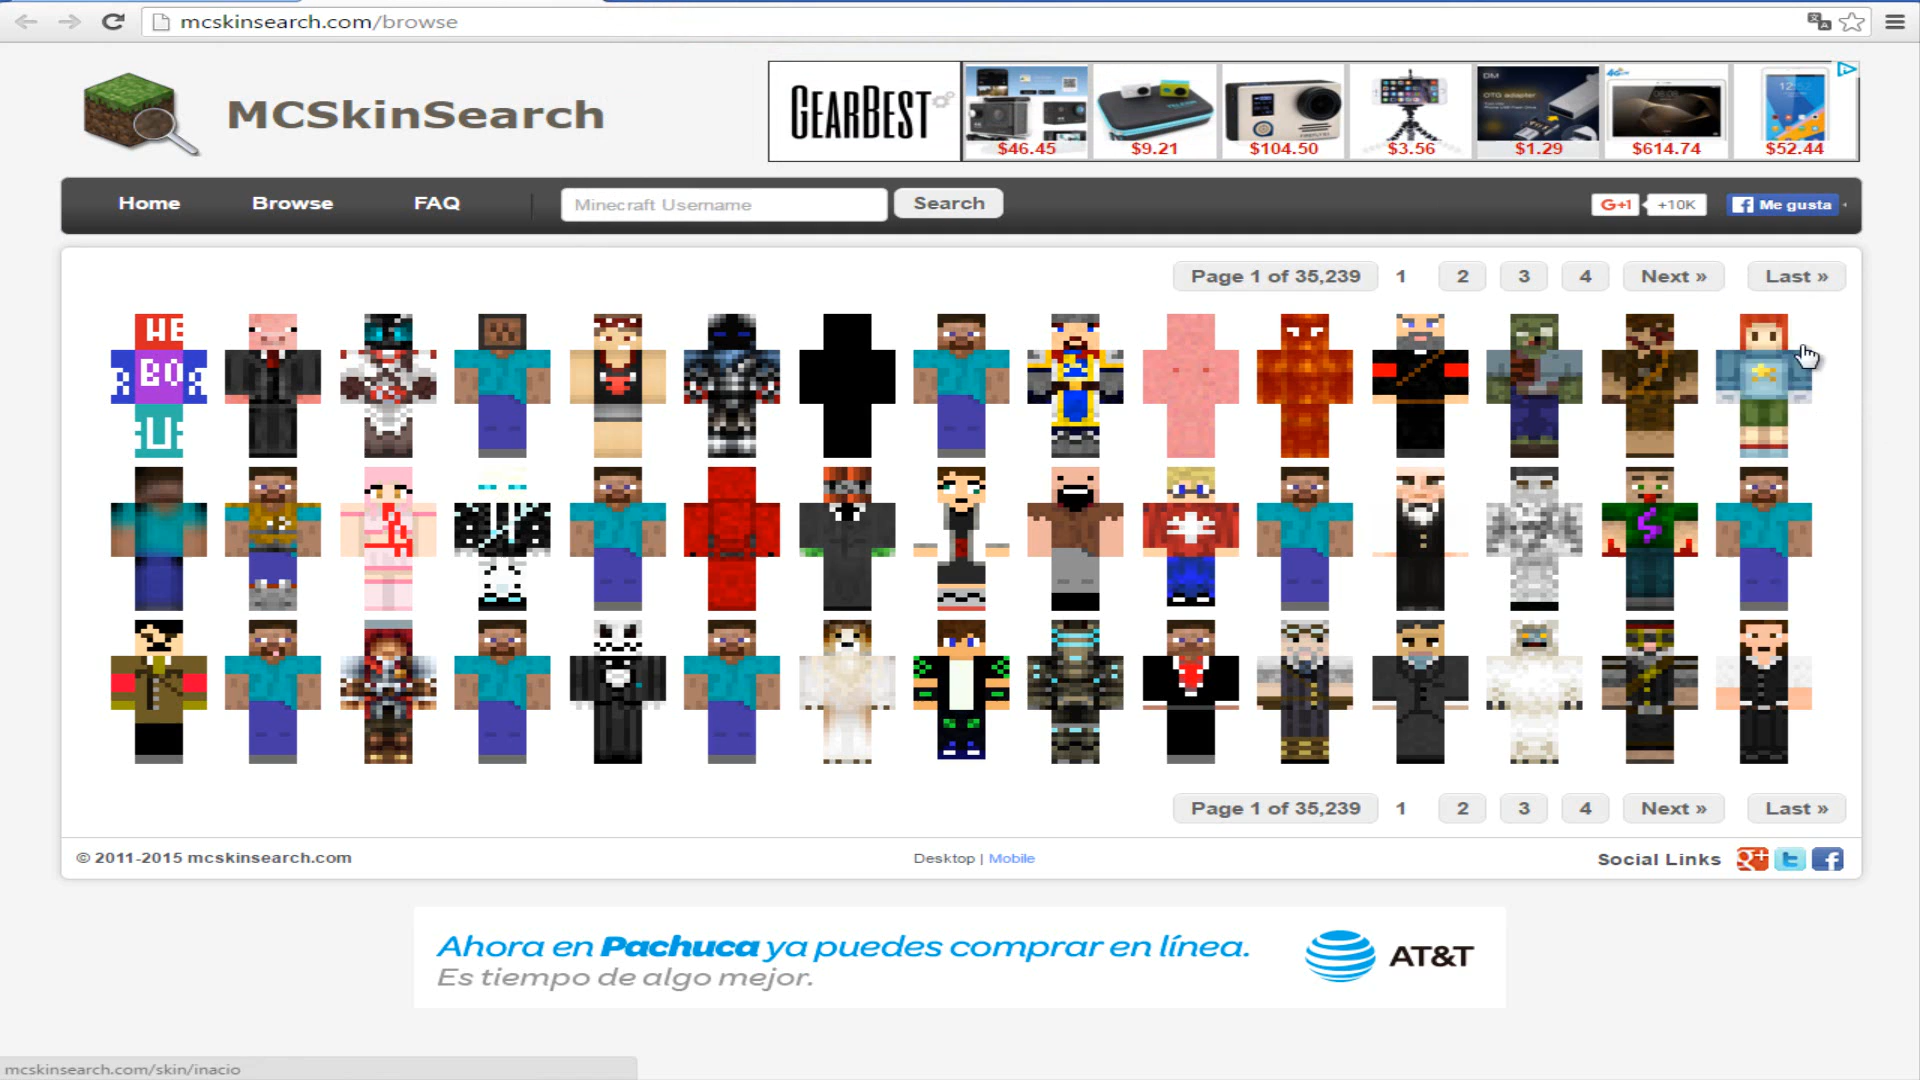 mcskinsearch.com/browse
MCSkinSearch
GEARBEST
DM
OTG adapter
4G
$46.45 $9.21 $104.50 $3.56 $1.29 $614.74 $52.44
Home Browse FAQ Minecraft Username Search G+1 +10K Me gusta
Page 1 of 35,239 1 2 3 4 Next » Last »
Page 1 of 35,239 1 2 3 4 Next » Last »
© 2011-2015 mcskinsearch.com Desktop | Mobile Social Links
Ahora en Pachuca ya puedes comprar en línea.
Es tiempo de algo mejor.
AT&T
mcskinsearch.com/skin/inacio